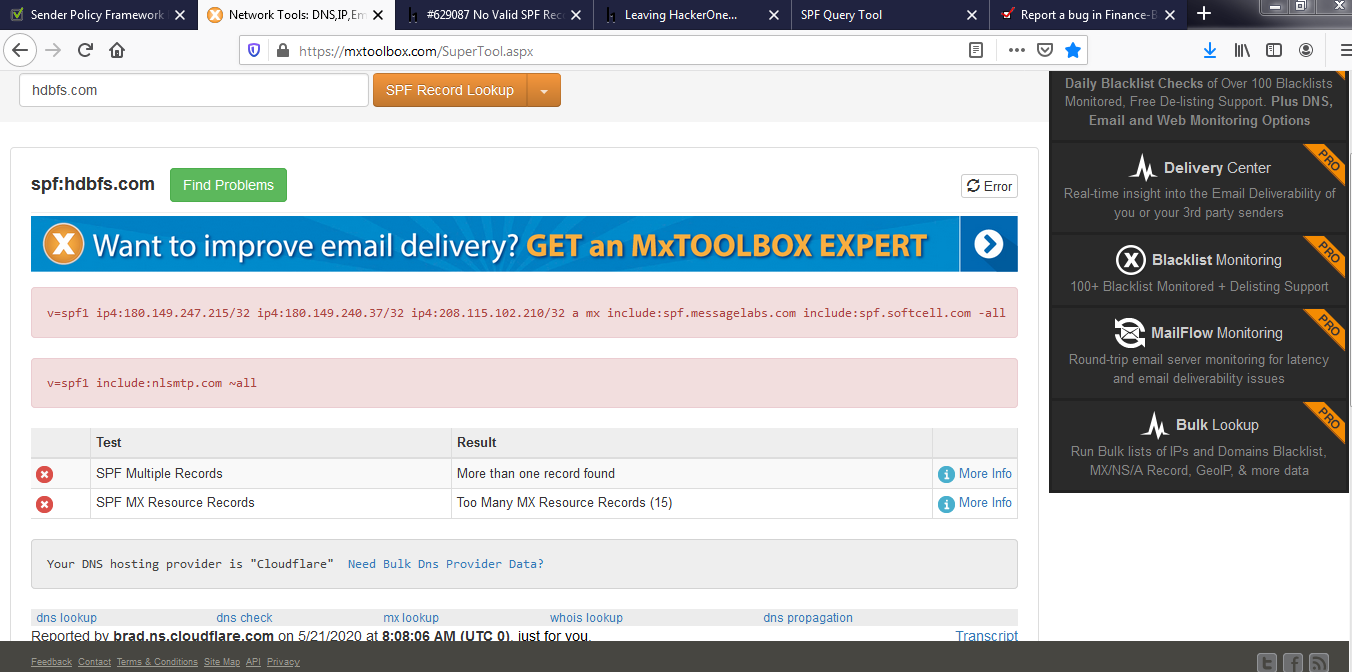 Sender Policy Framework
Network Tools: DNS,IP,Em
#629087 No Valid SPF Rec
Leaving HackerOne...
SPF Query Tool
Report a bug in Finance-B
https://mxtoolbox.com/SuperTool.aspx
hdbfs.com
SPF Record Lookup
spf:hdbfs.com
Find Problems
Error
Want to improve email delivery? GET an MxTOOLBOX EXPERT
v=spf1 ip4:180.149.247.215/32 ip4:180.149.240.37/32 ip4:208.115.102.210/32 a mx include:spf.messagelabs.com include:spf.softcell.com -all
v=spf1 include:nlsmtp.com ~all
Test Result
SPF Multiple Records More than one record found More Info
SPF MX Resource Records Too Many MX Resource Records (15) More Info
Your DNS hosting provider is "Cloudflare" Need Bulk Dns Provider Data?
dns lookup dns check mx lookup whois lookup dns propagation
Reported by brad.ns.cloudflare.com on 5/21/2020 at 8:08:06 AM (UTC 0), just for you. Transcript
Feedback Contact Terms & Conditions Site Map API Privacy
Daily Blacklist Checks of Over 100 Blacklists
Monitored, Free De-listing Support. Plus DNS,
Email and Web Monitoring Options
PRO
Delivery Center
Real-time insight into the Email Deliverability of
you or your 3rd party senders
PRO
Blacklist Monitoring
100+ Blacklist Monitored + Delisting Support
PRO
MailFlow Monitoring
Round-trip email server monitoring for latency
and email deliverability issues
PRO
Bulk Lookup
Run Bulk lists of IPs and Domains Blacklist,
MX/NS/A Record, GeoIP, & more data